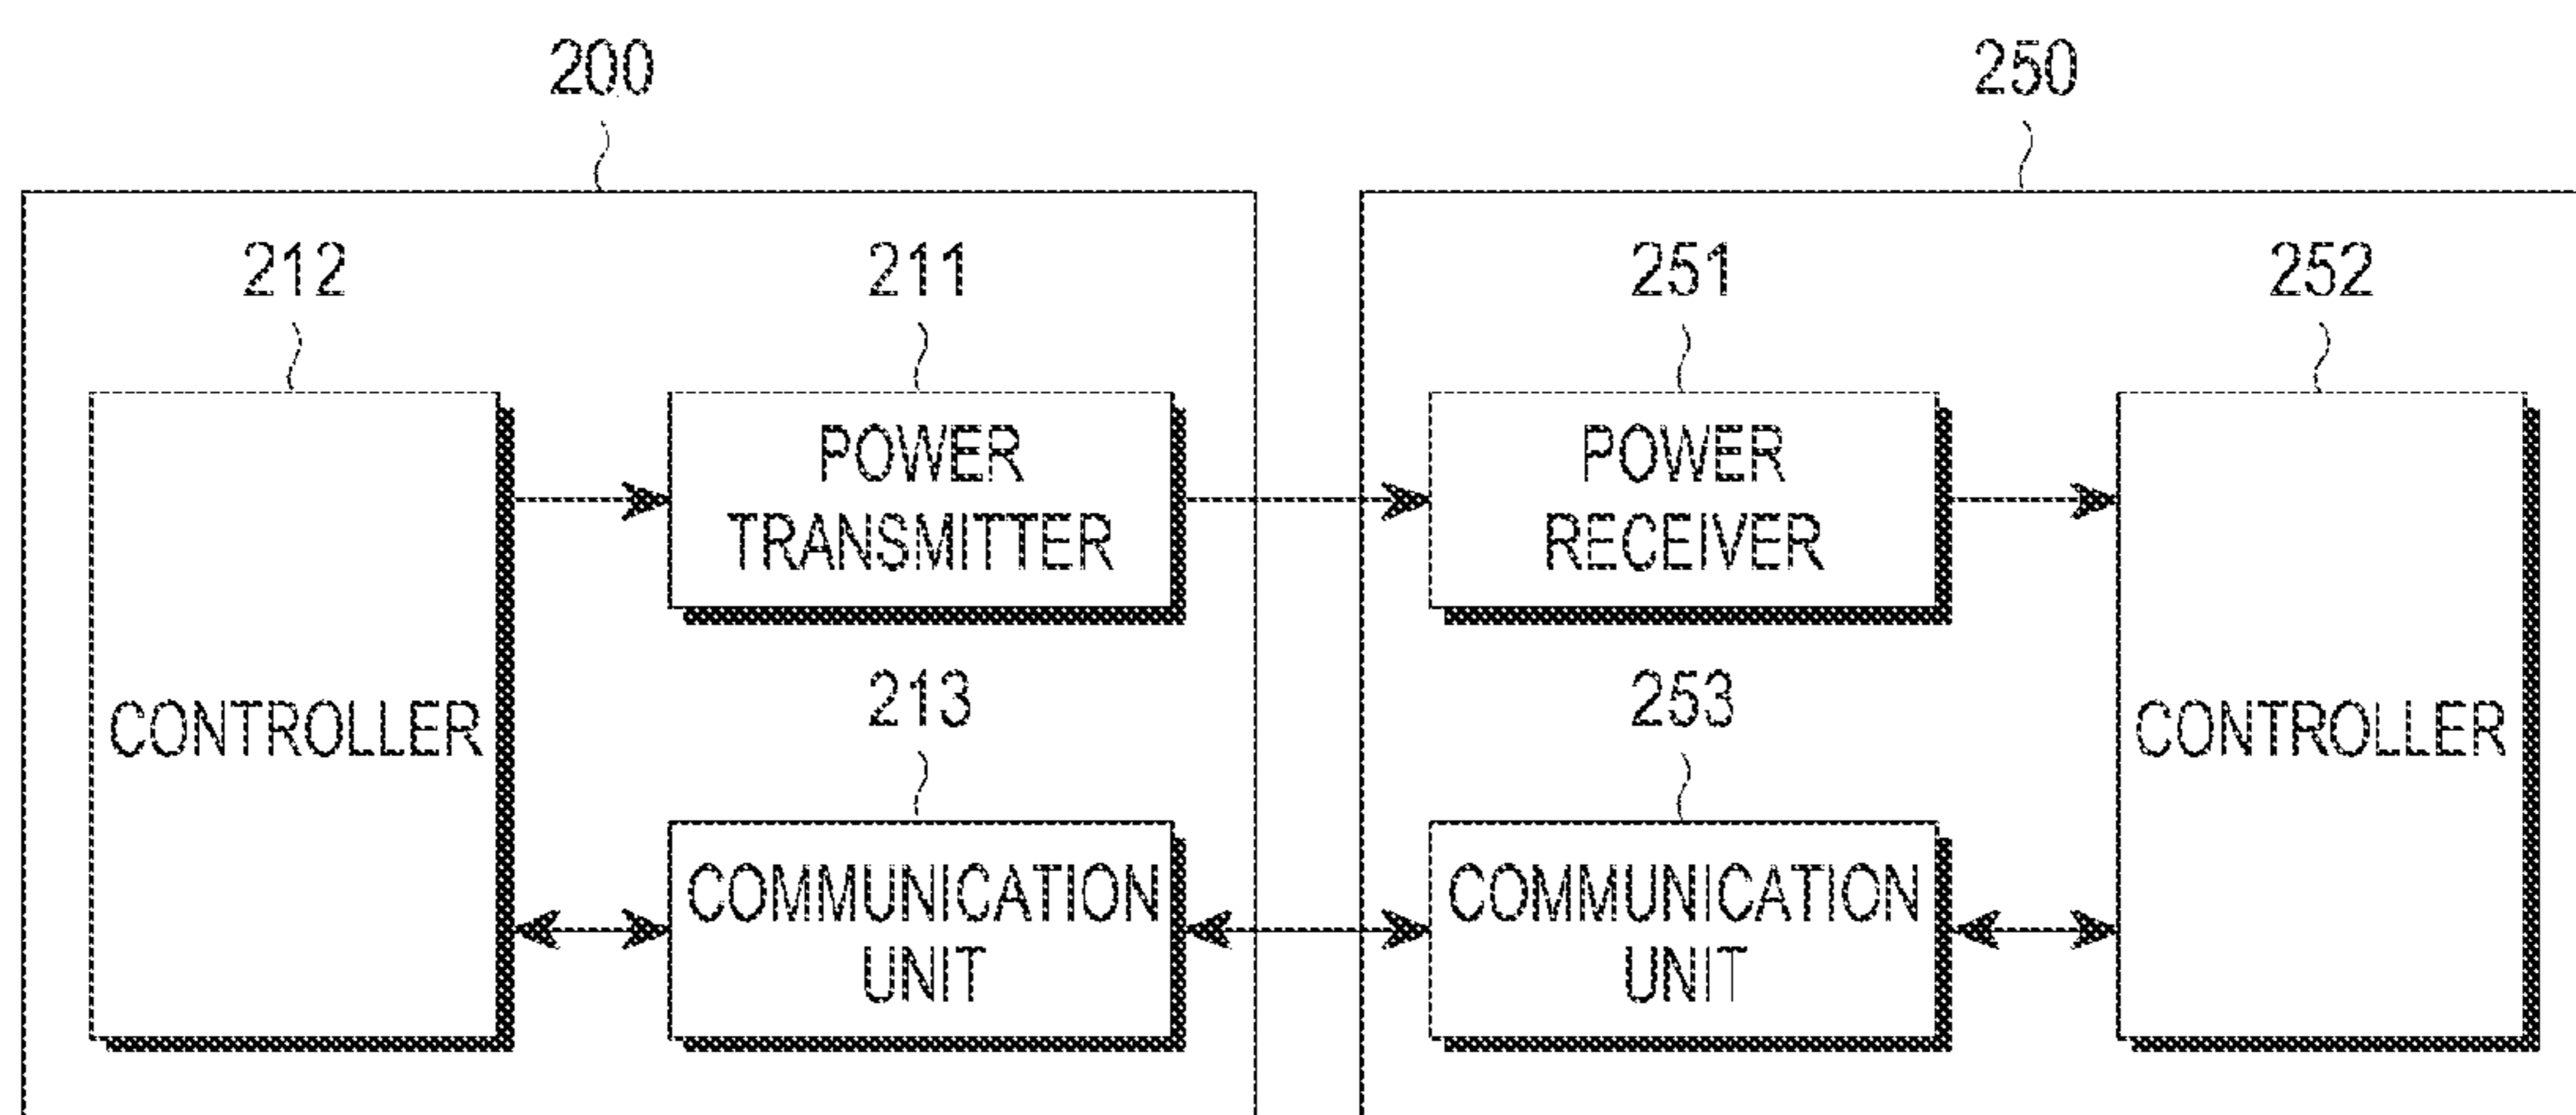 200
250
212
211
251
252
POWER
TRANSMITTER
POWER
RECEIVER
213
253
CONTROLLER
CONTROLLER
COMMUNICATION
UNIT
COMMUNICATION
UNIT